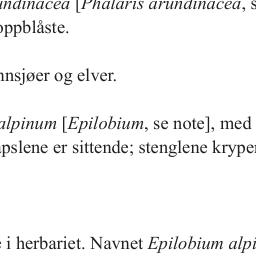 undinacea [Phalaris arundinacea, s
oppblåste.
nnsjøer og elver.
alpinum [Epilobium, se note], med
apslene er sittende; stenglene kryper
i herbariet. Navnet Epilobium alpi